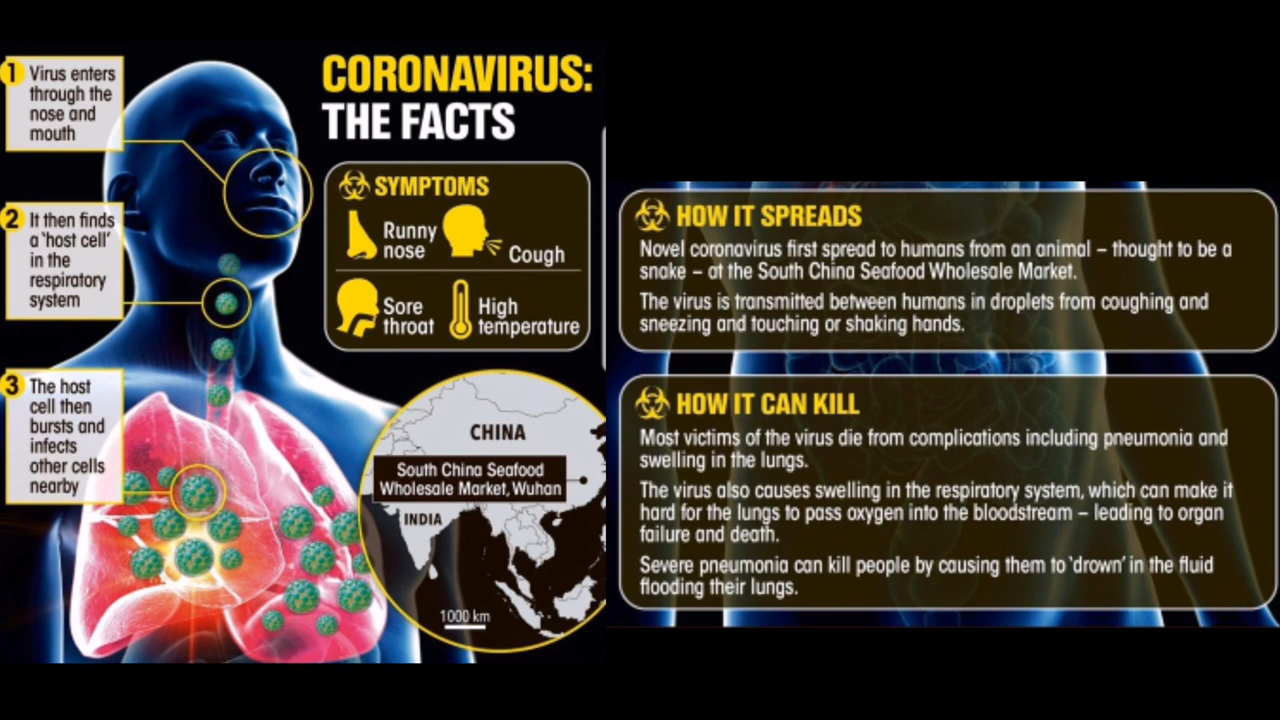 CORONAVIRUS:
THE FACTS
1
Virus enters
through the
nose and
mouth
2
It then finds
a 'host cell'
in the
respiratory
system
3
The host
cell then
bursts and
infects
other cells
nearby
SYMPTOMS
Runny
nose
Cough
Sore
throat
High
temperature
CHINA
South China Seafood
Wholesale Market, Wuhan
INDIA
1000 km
HOW IT SPREADS
Novel coronavirus first spread to humans from an animal – thought to be a
snake – at the South China Seafood Wholesale Market.
The virus is transmitted between humans in droplets from coughing and
sneezing and touching or shaking hands.
HOW IT CAN KILL
Most victims of the virus die from complications including pneumonia and
swelling in the lungs.
The virus also causes swelling in the respiratory system, which can make it
hard for the lungs to pass oxygen into the bloodstream – leading to organ
failure and death.
Severe pneumonia can kill people by causing them to 'drown' in the fluid
flooding their lungs.